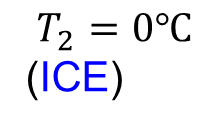 T₂ = 0°C
(ICE)